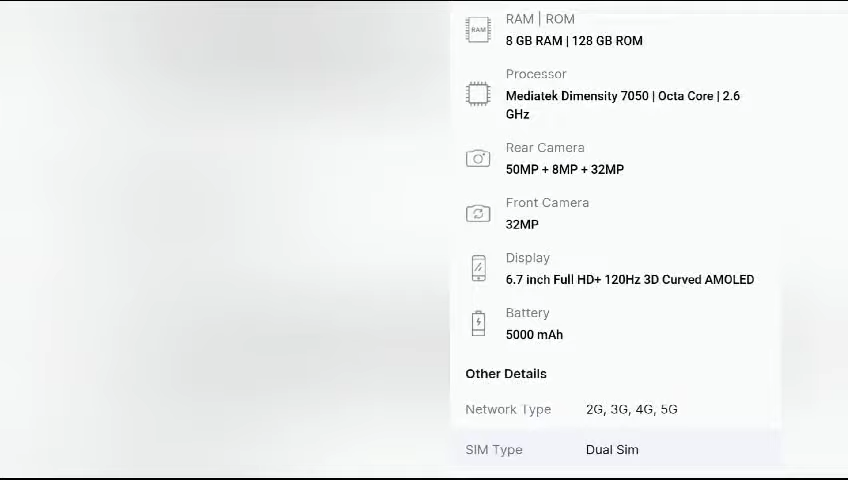 RAM
RAM | ROM
8 GB RAM | 128 GB ROM
Processor
Mediatek Dimensity 7050 | Octa Core | 2.6
GHz
Rear Camera
50MP + 8MP + 32MP
Front Camera
32MP
Display
6.7 inch Full HD+ 120Hz 3D Curved AMOLED
Battery
5000 mAh
Other Details
Network Type 2G, 3G, 4G, 5G
SIM Type Dual Sim